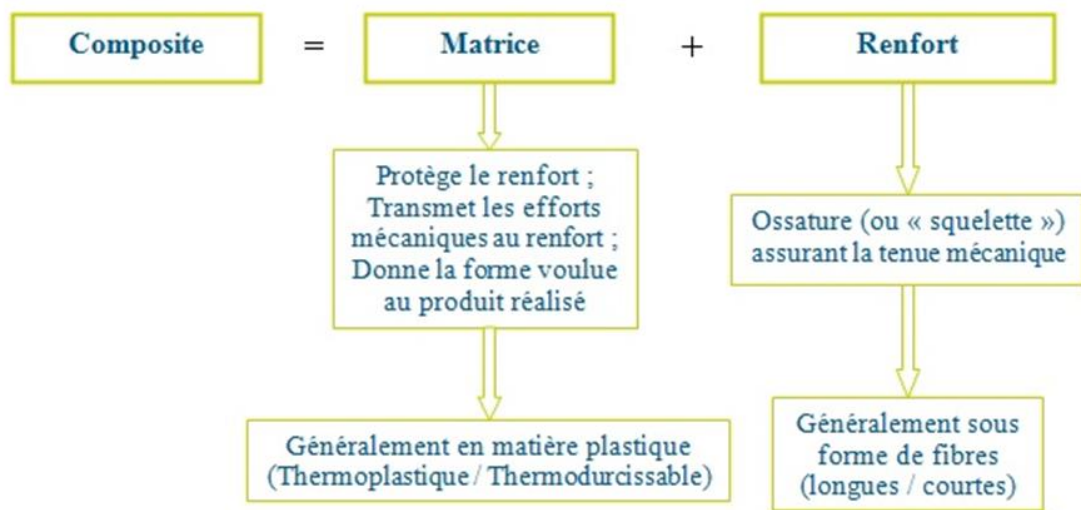 Composite = Matrice + Renfort
Protège le renfort ;
Transmet les efforts
mécaniques au renfort ;
Donne la forme voulue
au produit réalisé
Ossature (ou « squelette »)
assurant la tenue mécanique
Généralement en matière plastique
(Thermoplastique / Thermodurcissable)
Généralement sous
forme de fibres
(longues / courtes)